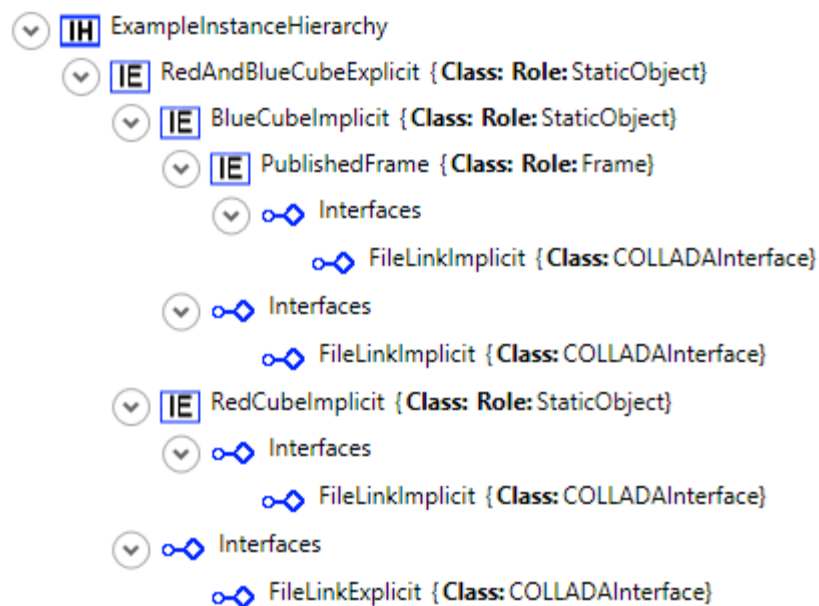 IH ExampleInstanceHierarchy
IE RedAndBlueCubeExplicit {Class: Role: StaticObject}
IE BlueCubeImplicit {Class: Role: StaticObject}
IE PublishedFrame {Class: Role: Frame}
Interfaces
FileLinkImplicit {Class: COLLADAInterface}
Interfaces
FileLinkImplicit {Class: COLLADAInterface}
IE RedCubeImplicit {Class: Role: StaticObject}
Interfaces
FileLinkImplicit {Class: COLLADAInterface}
Interfaces
FileLinkExplicit {Class: COLLADAInterface}